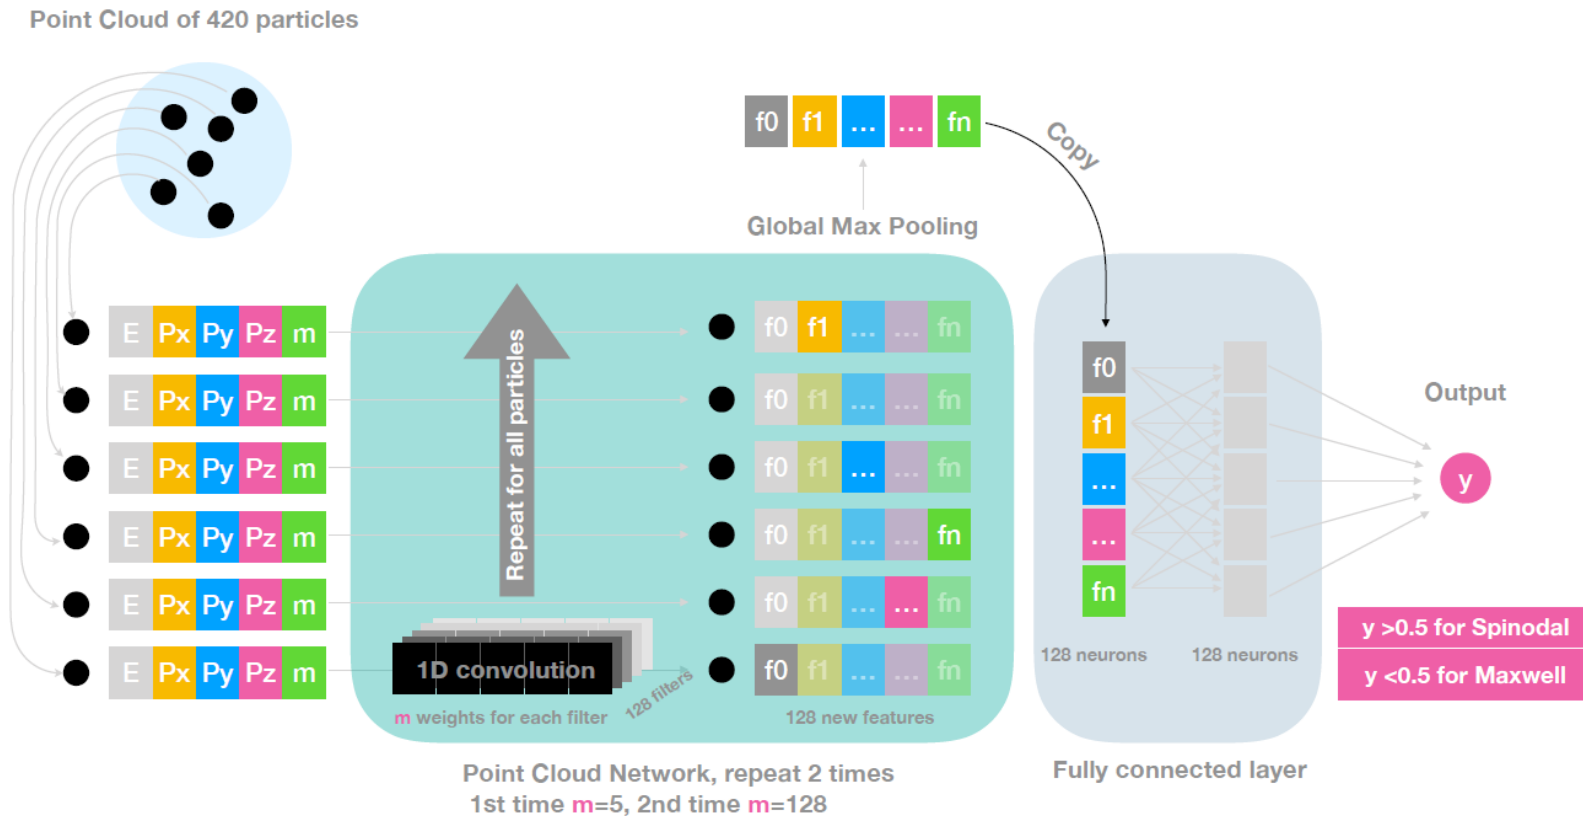 Point Cloud of 420 particles
f0 f1 ... ... fn
Copy
Global Max Pooling
E Px Py Pz m
E Px Py Pz m
E Px Py Pz m
E Px Py Pz m
E Px Py Pz m
E Px Py Pz m
Repeat for all particles
1D convolution
m weights for each filter
128 filters
f0 f1 ... ... fn
f0 f1 ... ... fn
f0 f1 ... ... fn
f0 f1 ... ... fn
f0 f1 ... ... fn
f0 f1 ... ... fn
128 new features
Point Cloud Network, repeat 2 times
1st time m=5, 2nd time m=128
f0
f1
...
...
fn
128 neurons
128 neurons
Fully connected layer
Output
y
y >0.5 for Spinodal
y <0.5 for Maxwell